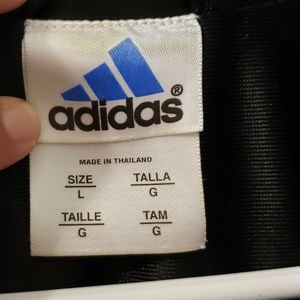 adidas®
MADE IN THAILAND
SIZE TALLA
L G
TAILLE TAM
G G